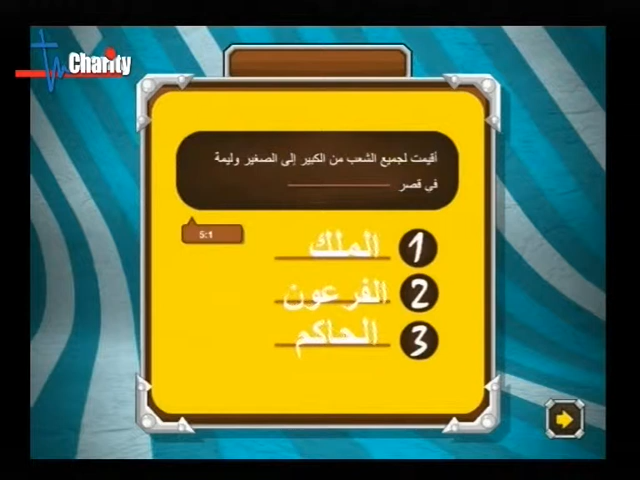 Charity
أقيمت لجميع الشعب من الكبير إلى الصغير وليمة
في قصر ____________
5:1
1 الملك
2 الفرعون
3 الحاكم